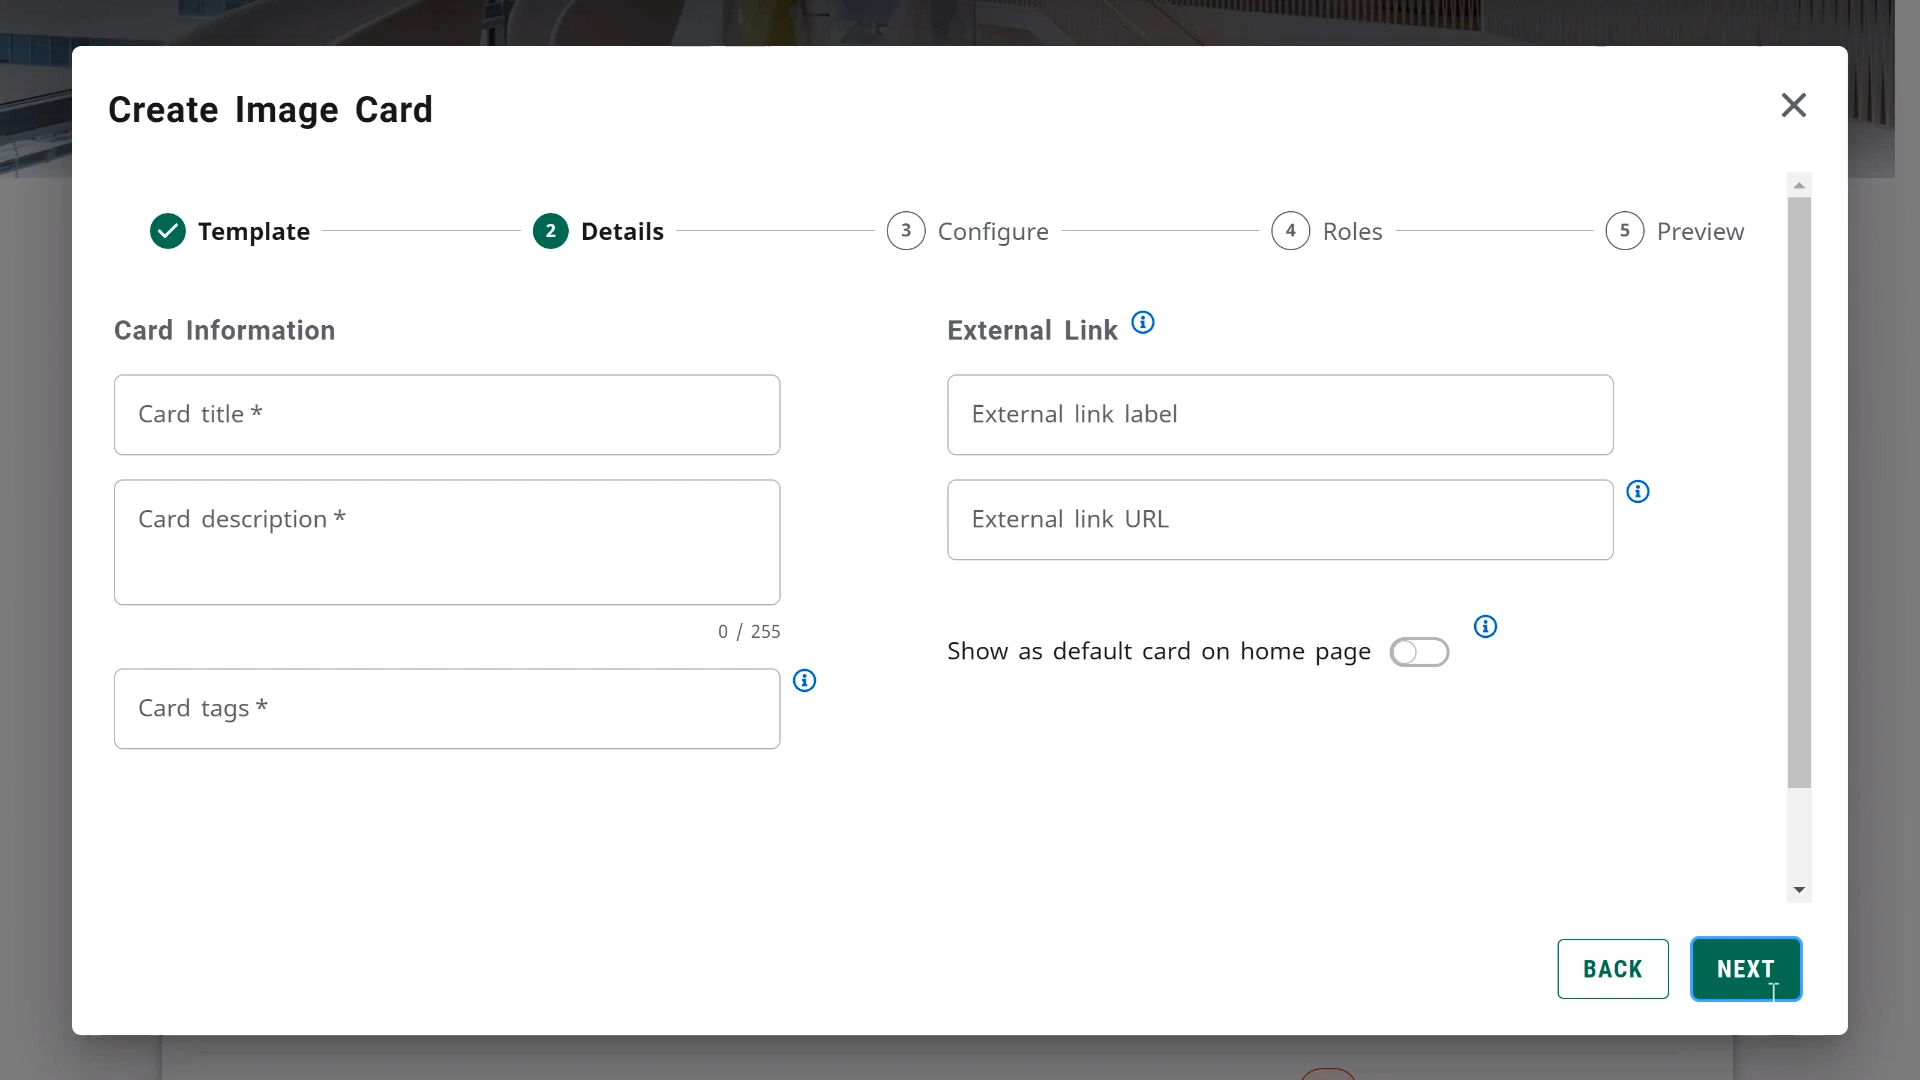 Create Image Card
Template
2 Details
3 Configure
4 Roles
5 Preview
Card Information
Card title *
Card description *
0 / 255
Card tags *
External Link
External link label
External link URL
Show as default card on home page
BACK
NEXT